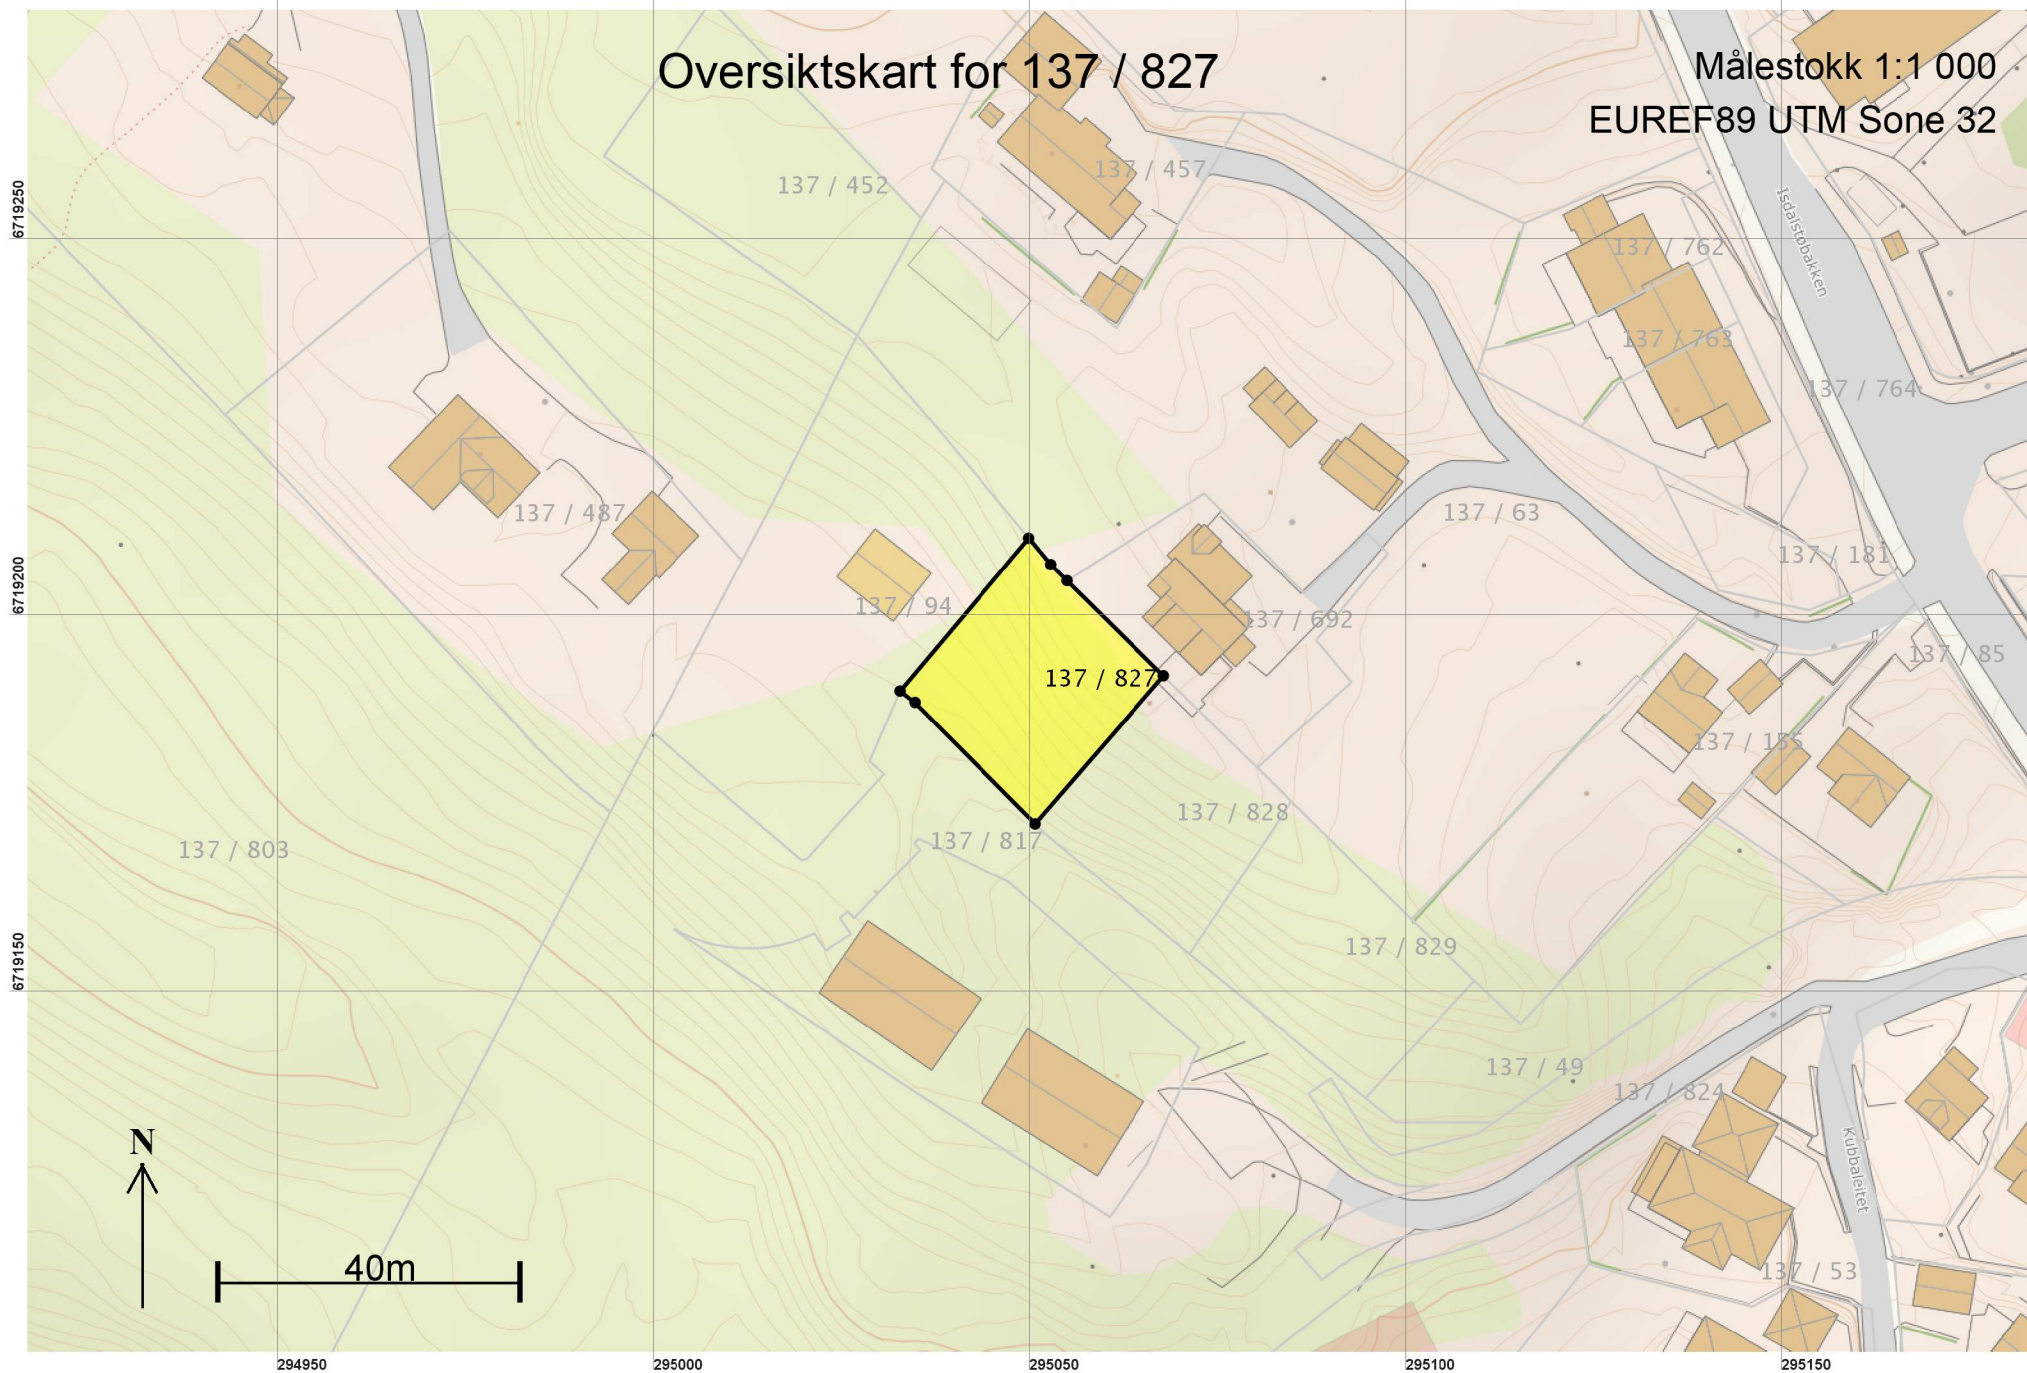 Oversiktskart for 137 / 827
Målestokk 1:1 000
EUREF89 UTM Sone 32
137 / 457
137 / 452
6719250
Isdalstøbakken
137 / 762
137 / 763
137 / 764
137 / 487
137 / 63
137 / 181
6719200
137 / 94
137 / 692
137 / 85
137 / 827
137 / 155
137 / 828
137 / 817
137 / 803
137 / 829
6719150
137 / 49
137 / 824
N
Kubbaleitet
40m
137 / 53
294950
295000
295050
295100
295150